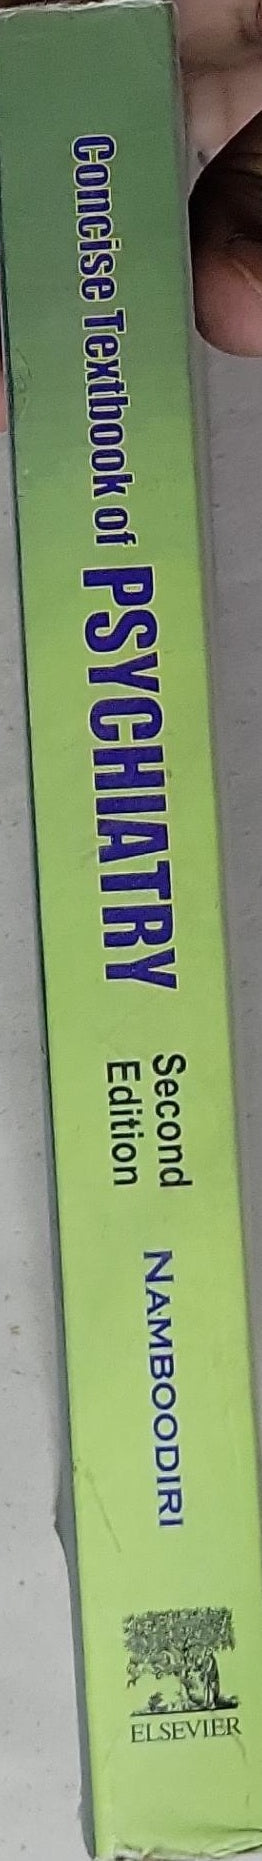 Concise Textbook of PSYCHIATRY
Second
Edition
NAMBOODIRI
ELSEVIER